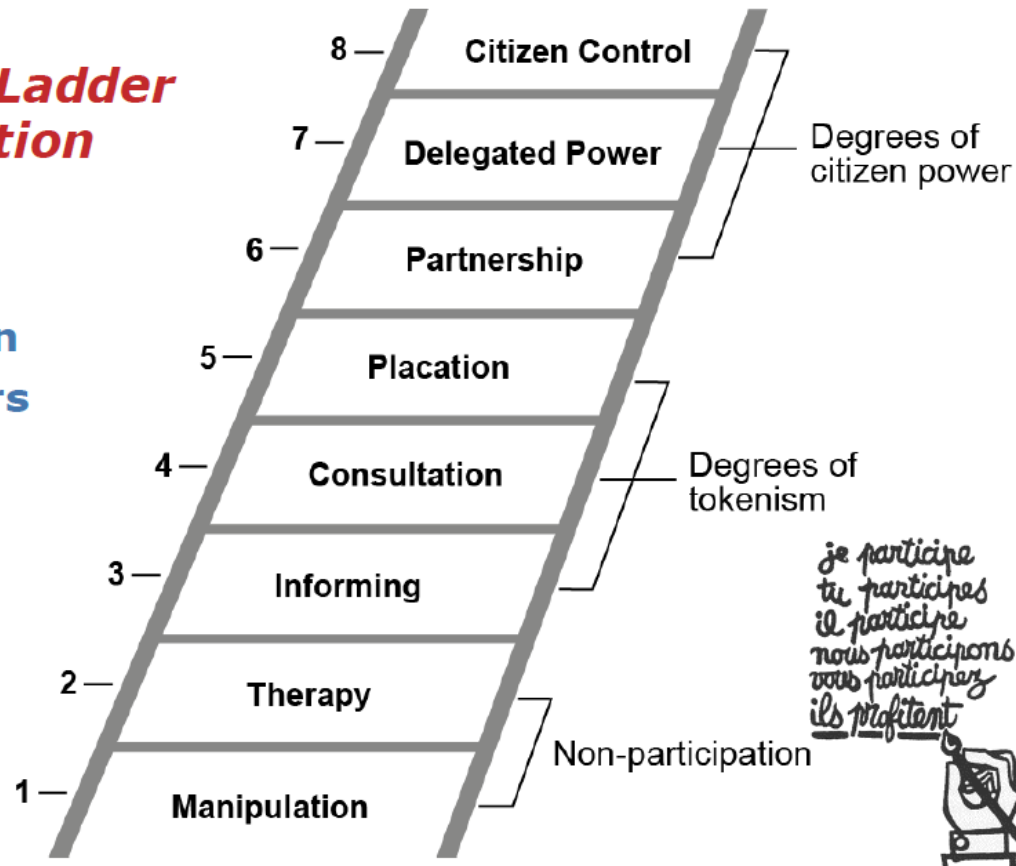 Ladder
tion
n
rs
8 Citizen Control
7 Delegated Power
6 Partnership
5 Placation
4 Consultation
3 Informing
2 Therapy
1 Manipulation
Degrees of
citizen power
Degrees of
tokenism
Non-participation
je participe
tu participes
il participe
nous participons
vous participez
ils profitent